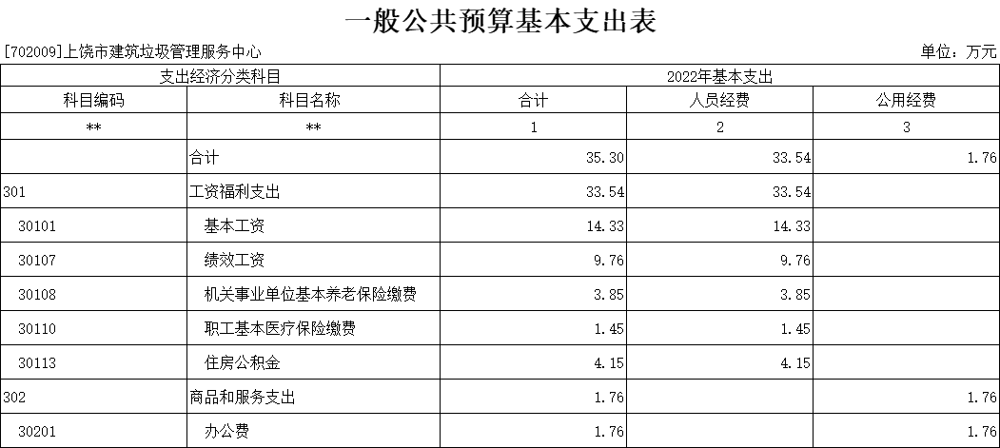 一般公共预算基本支出表
[702009]上饶市建筑垃圾管理服务中心 单位：万元
支出经济分类科目 2022年基本支出
科目编码 科目名称 合计 人员经费 公用经费
** ** 1 2 3
合计 35.30 33.54 1.76
301 工资福利支出 33.54 33.54
30101 基本工资 14.33 14.33
30107 绩效工资 9.76 9.76
30108 机关事业单位基本养老保险缴费 3.85 3.85
30110 职工基本医疗保险缴费 1.45 1.45
30113 住房公积金 4.15 4.15
302 商品和服务支出 1.76 1.76
30201 办公费 1.76 1.76